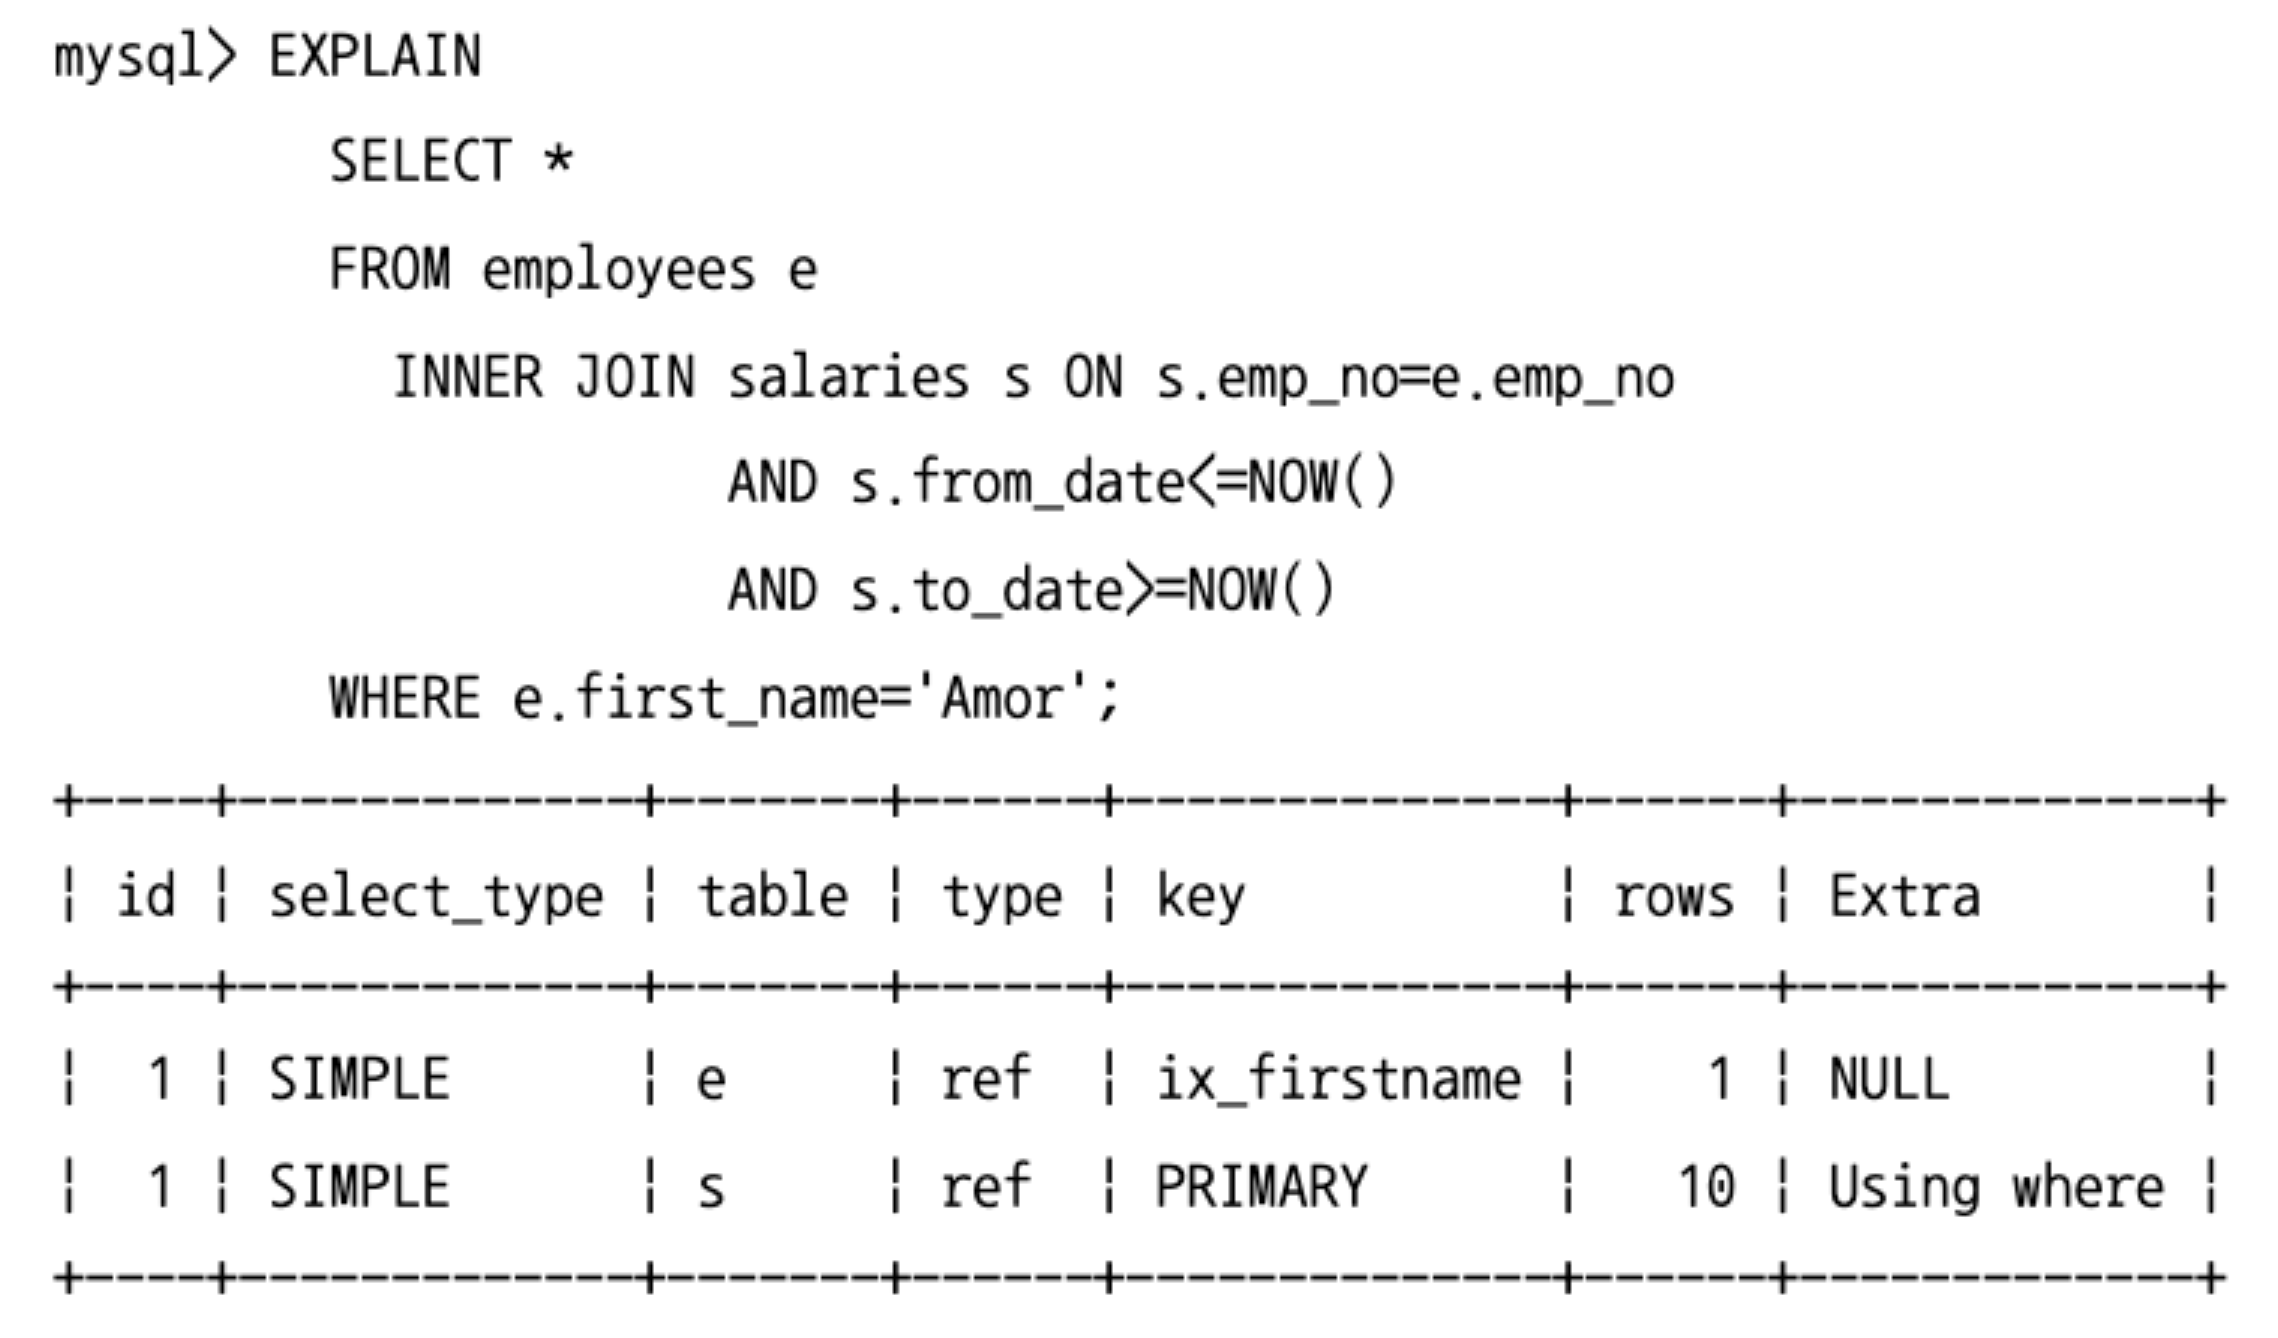 mysql> EXPLAIN
SELECT *
FROM employees e
INNER JOIN salaries s ON s.emp_no=e.emp_no
AND s.from_date<=NOW()
AND s.to_date>=NOW()
WHERE e.first_name='Amor';
+----+-------------+-------+------+--------------+------+-------------+
| id | select_type | table | type | key          | rows | Extra       |
+----+-------------+-------+------+--------------+------+-------------+
|  1 | SIMPLE      | e     | ref  | ix_firstname |    1 | NULL        |
|  1 | SIMPLE      | s     | ref  | PRIMARY      |   10 | Using where |
+----+-------------+-------+------+--------------+------+-------------+